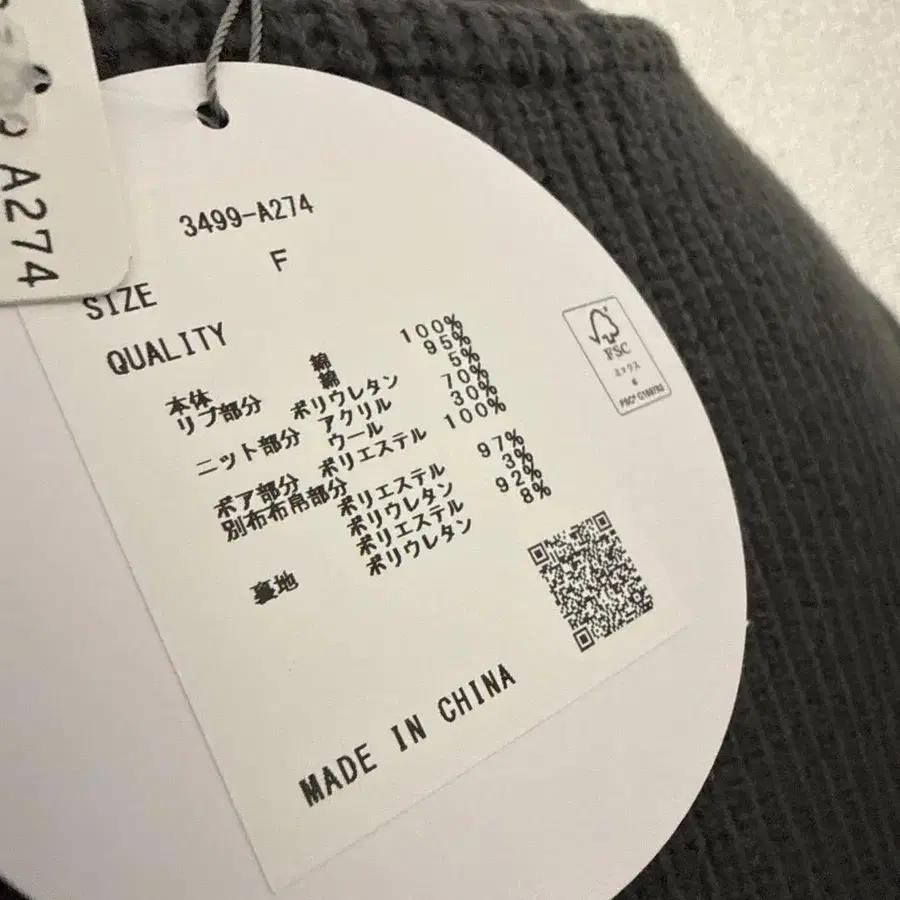 A274
3499-A274
SIZE F
QUALITY
本体 綿 100%
リブ部分 綿 95%
ポリウレタン 5%
ニット部分 アクリル 70%
ウール 30%
ボア部分 ポリエステル 100%
別布布帛部分 ポリエステル 97%
ポリウレタン 3%
裏地 ポリエステル 92%
ポリウレタン 8%
FSC
ミックス
MADE IN CHINA